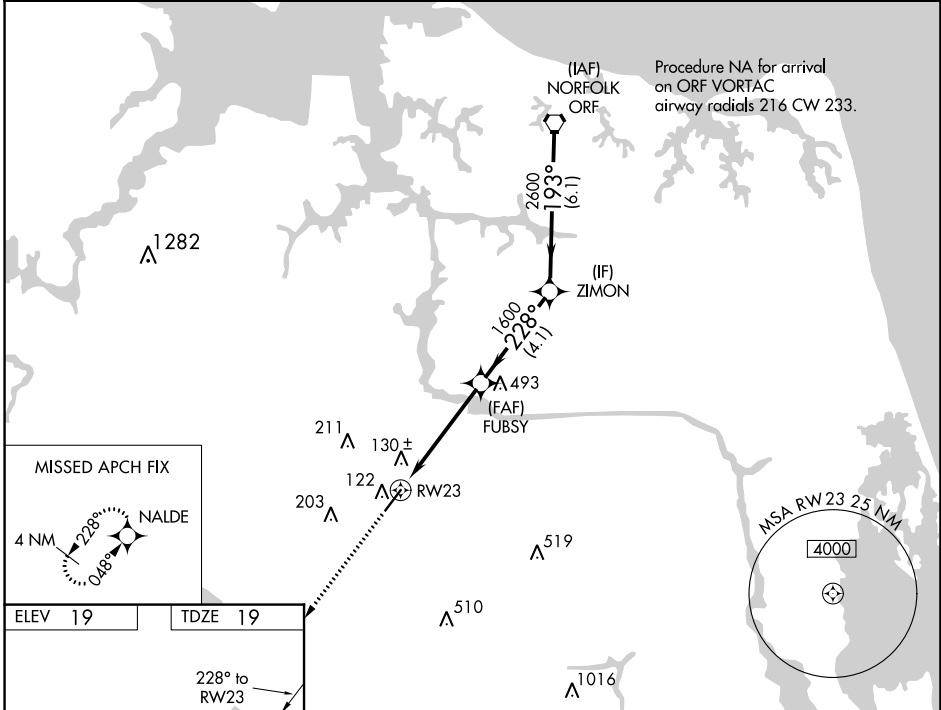 (IAF)
NORFOLK
ORF
Procedure NA for arrival
on ORF VORTAC
airway radials 216 CW 233.
2600
193°
(6.1)
1282
(IF)
ZIMON
1600
228°
(4.1)
493
(FAF)
FUBSY
211
130 ±
122
RW23
203
MISSED APCH FIX
NALDE
4 NM
228°
048°
519
510
1016
MSA RW23 25 NM
4000
ELEV 19
TDZE 19
228° to
RW23